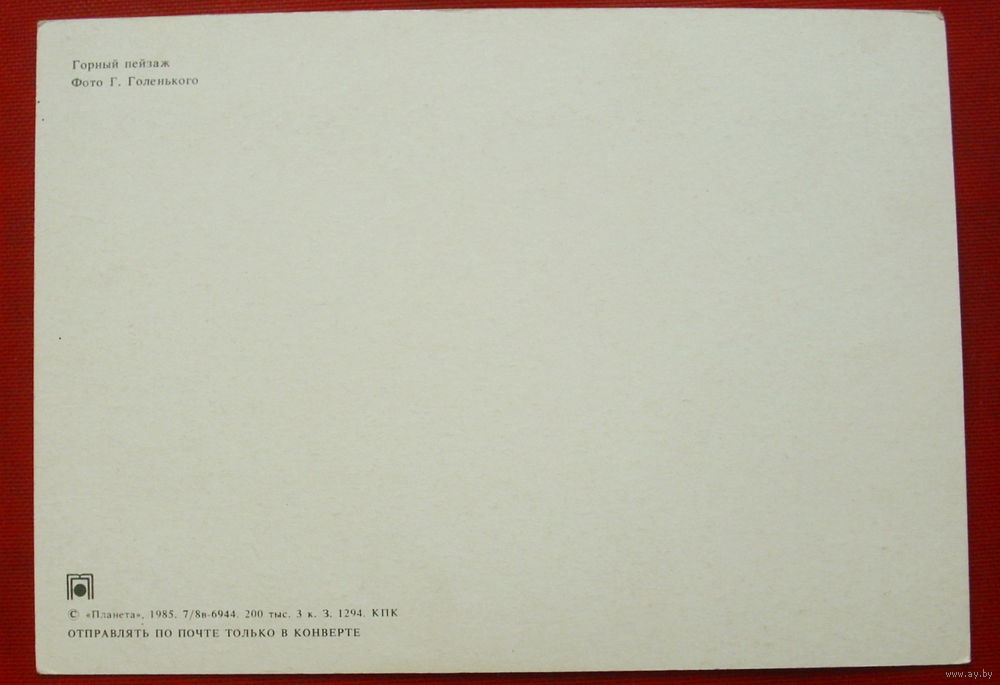 Горный пейзаж
Фото Г. Голенького
© «Планета», 1985. 7/8в-6944. 200 тыс. 3 к. З. 1294. КПК
ОТПРАВЛЯТЬ ПО ПОЧТЕ ТОЛЬКО В КОНВЕРТЕ
www.ay.by